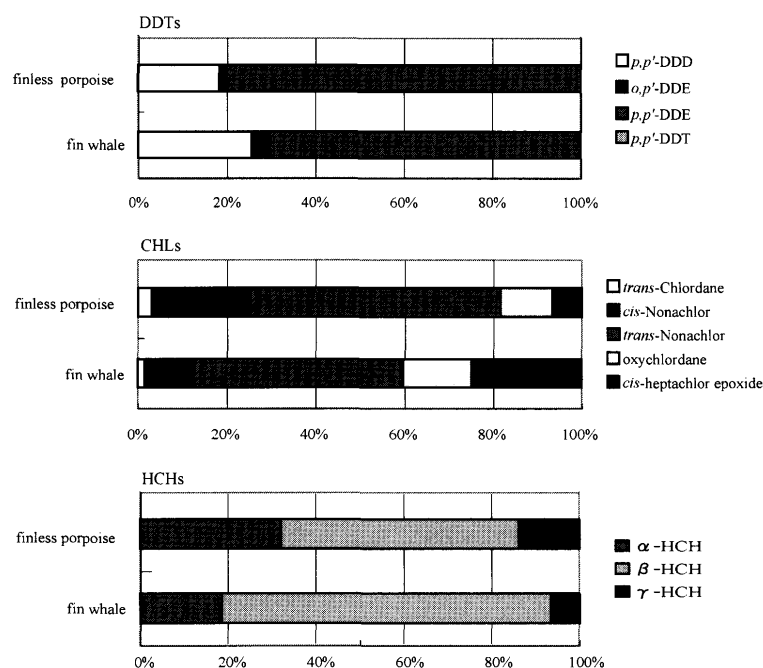 DDTs
finless porpoise
fin whale
0% 20% 40% 60% 80% 100%
p,p'-DDD
o,p'-DDE
p,p'-DDE
p,p'-DDT
CHLs
finless porpoise
fin whale
0% 20% 40% 60% 80% 100%
trans-Chlordane
cis-Nonachlor
trans-Nonachlor
oxychlordane
cis-heptachlor epoxide
HCHs
finless porpoise
fin whale
0% 20% 40% 60% 80% 100%
α-HCH
β-HCH
γ-HCH